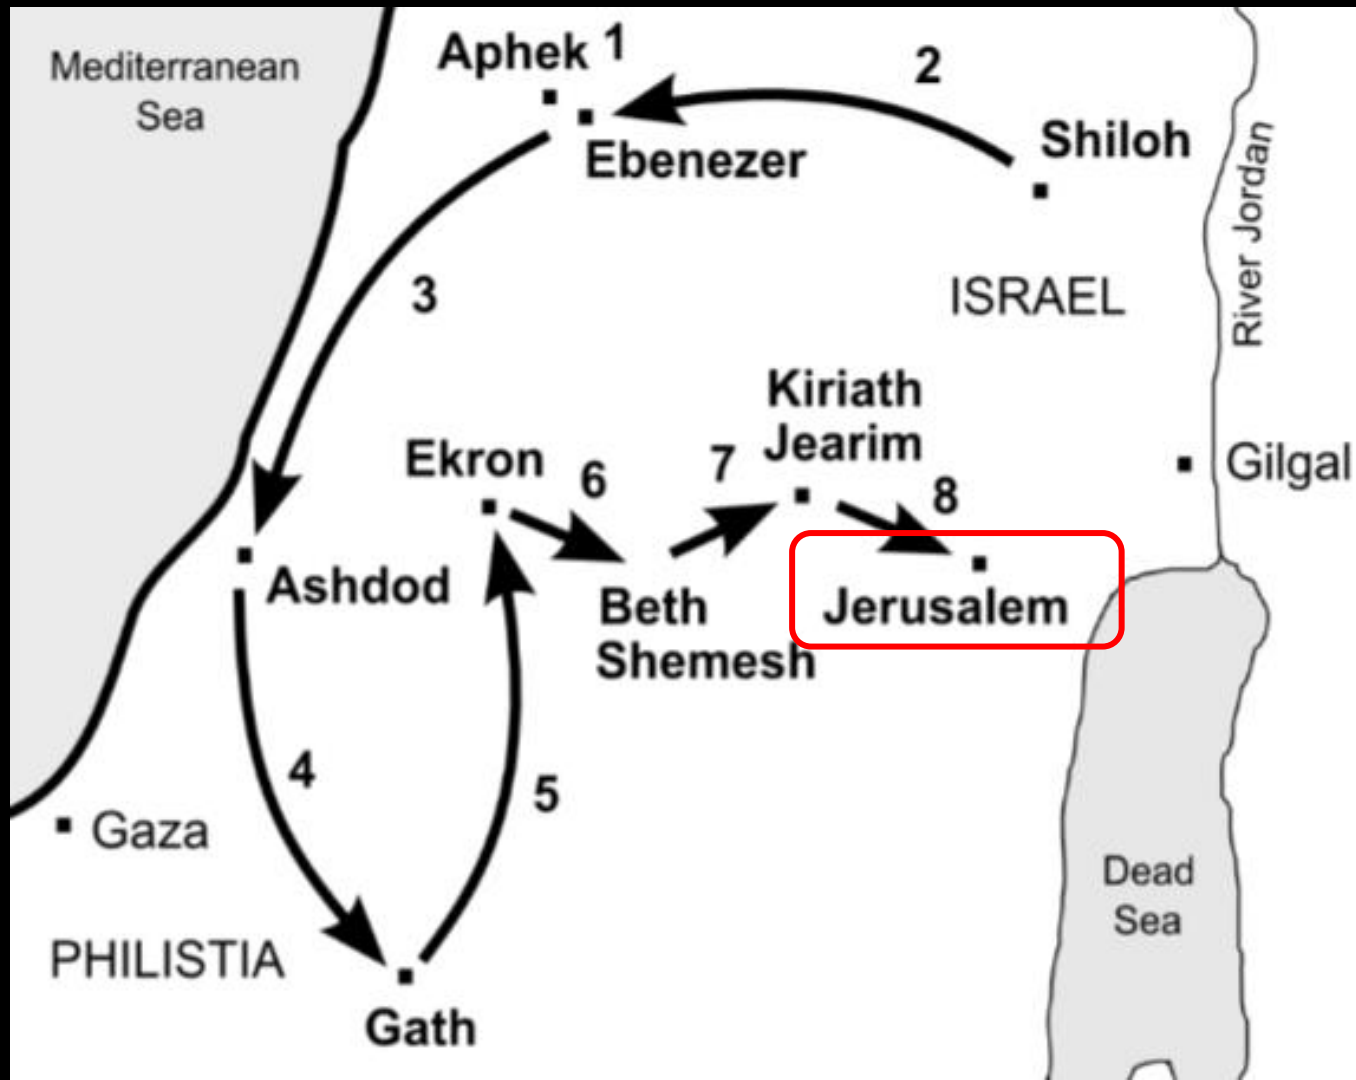 Mediterranean
Sea
Aphek 1
2
Ebenezer
Shiloh
River Jordan
3
ISRAEL
Kiriath
Jearim
Ekron
6
7
8
Gilgal
Ashdod
Beth
Shemesh
Jerusalem
4
5
Gaza
Dead
Sea
PHILISTIA
Gath